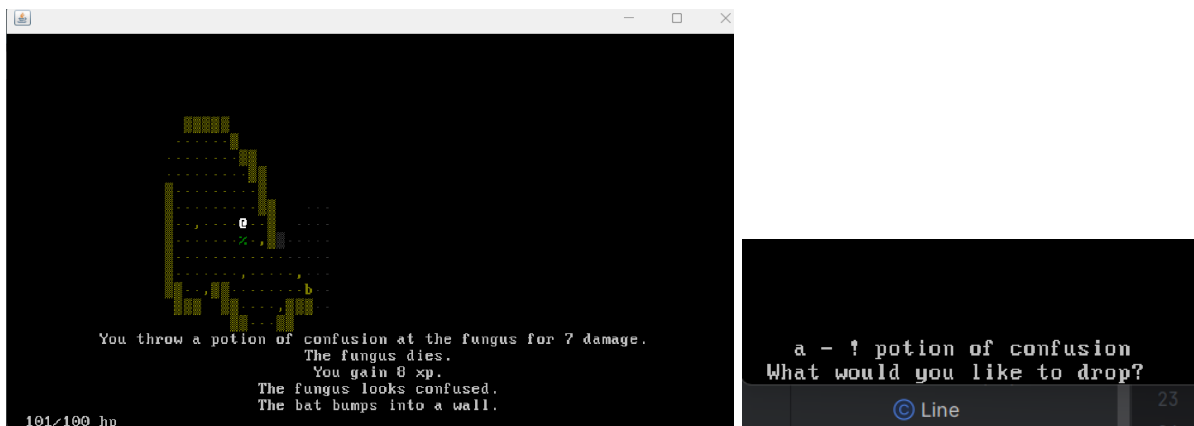 You throw a potion of confusion at the fungus for 7 damage.
The fungus dies.
You gain 8 xp.
The fungus looks confused.
The bat bumps into a wall.
101/100 hp
a - ! potion of confusion
What would you like to drop?
© Line
23